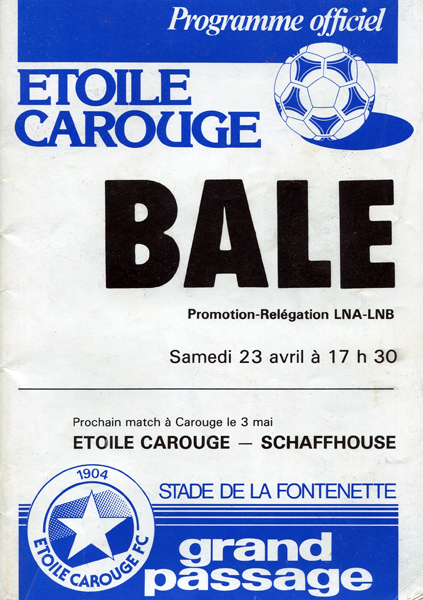 Programme officiel
ETOILE
CAROUGE
BALE
Promotion-Relégation LNA-LNB
Samedi 23 avril à 17 h 30
Prochain match à Carouge le 3 mai
ETOILE CAROUGE — SCHAFFHOUSE
1904
ETOILE CAROUGE FC
STADE DE LA FONTENETTE
grand
passage